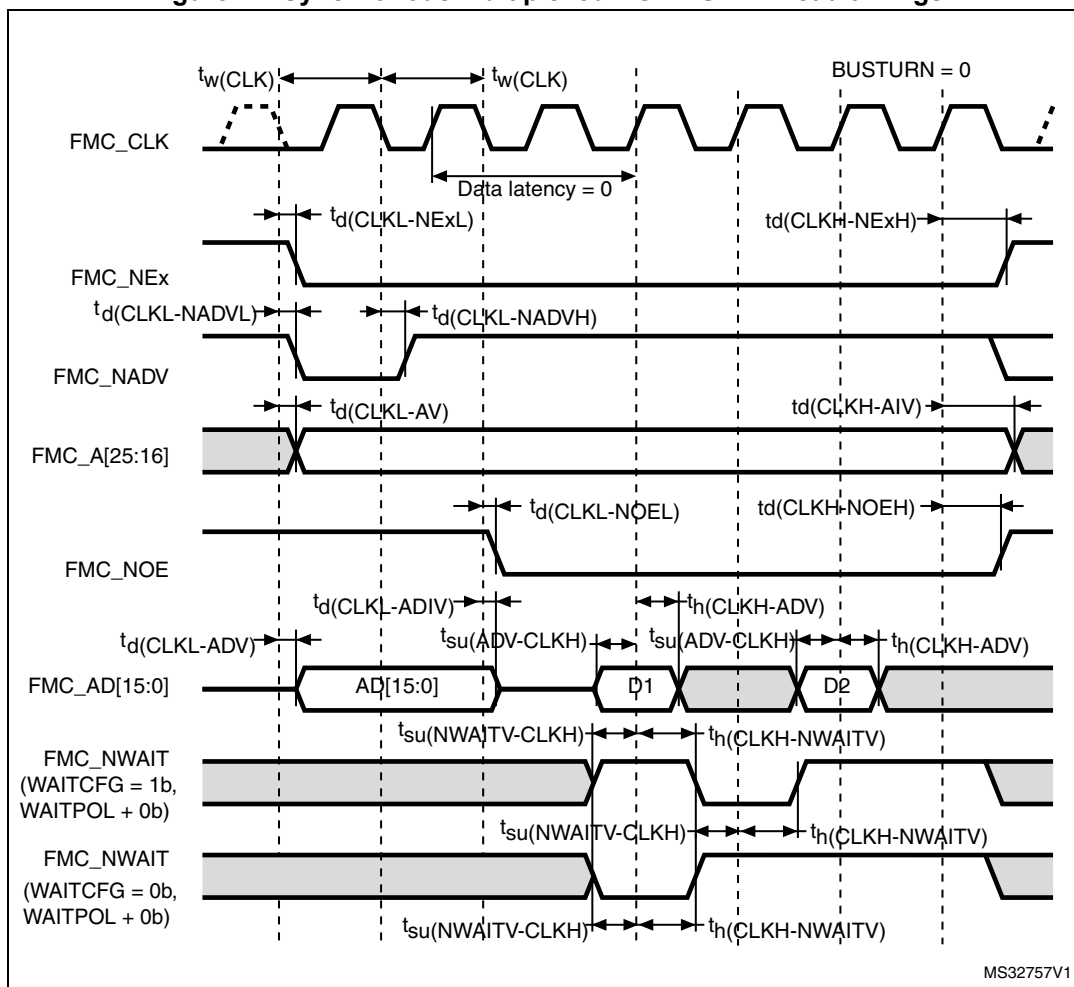 tw(CLK)
tw(CLK)
BUSTURN = 0
FMC_CLK
Data latency = 0
td(CLKL-NExL)
td(CLKH-NExH)
FMC_NEx
td(CLKL-NADVL)
td(CLKL-NADVH)
FMC_NADV
td(CLKL-AV)
td(CLKH-AIV)
FMC_A[25:16]
td(CLKL-NOEL)
td(CLKH-NOEH)
FMC_NOE
td(CLKL-ADIV)
th(CLKH-ADV)
td(CLKL-ADV)
tsu(ADV-CLKH)
tsu(ADV-CLKH)
th(CLKH-ADV)
FMC_AD[15:0]
AD[15:0]
D1
D2
tsu(NWAITV-CLKH)
th(CLKH-NWAITV)
FMC_NWAIT
(WAITCFG = 1b,
WAITPOL + 0b)
tsu(NWAITV-CLKH)
th(CLKH-NWAITV)
FMC_NWAIT
(WAITCFG = 0b,
WAITPOL + 0b)
tsu(NWAITV-CLKH)
th(CLKH-NWAITV)
MS32757V1